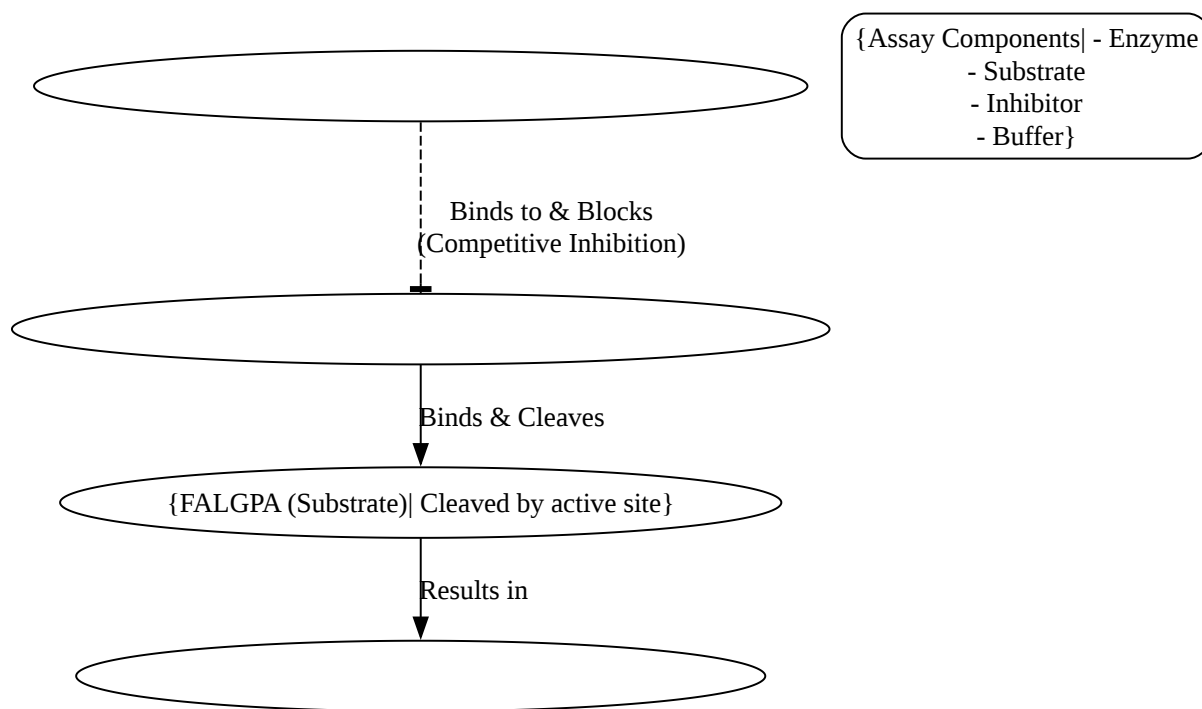 {Assay Components| - Enzyme
- Substrate
- Inhibitor
- Buffer}
Binds to & Blocks
(Competitive Inhibition)
Binds & Cleaves
{FALGPA (Substrate)| Cleaved by active site}
Results in